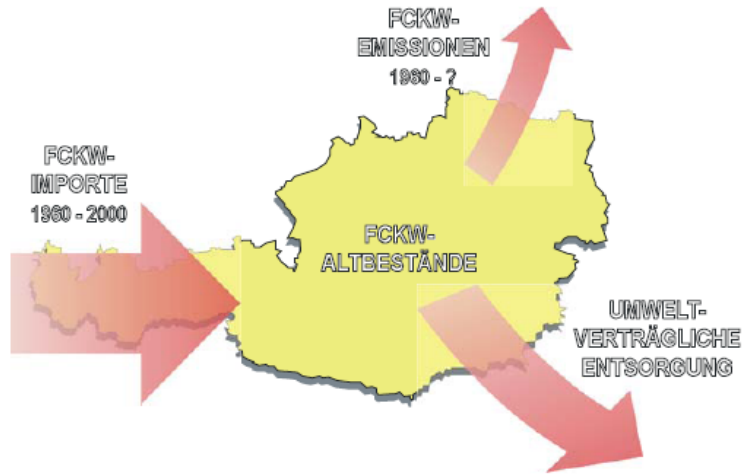 FCKW-
EMISSIONEN
1960 - ?
FCKW-
IMPORTE
1960 - 2000
FCKW-
ALTBESTÄNDE
UMWELT-
VERTRÄGLICHE
ENTSORGUNG